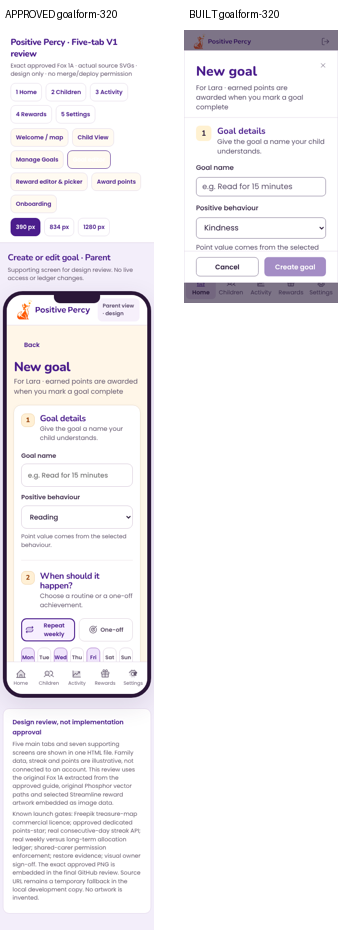 APPROVED goalform-320
Positive Percy · Five-tab V1
review
Exact approved Fox 1A · actual source SVGs ·
design only · no merge/deploy permission
1 Home
2 Children
3 Activity
4 Rewards
5 Settings
Welcome / map
Child View
Manage Goals
Reward editor & picker
Award points
Onboarding
390 px
834 px
1280 px
Create or edit goal · Parent
Supporting screen for design review. No live
access or ledger changes.
Positive Percy
Parent view
· design
Back
New goal
For Lara · earned points are awarded
when you mark a goal complete
1
Goal details
Give the goal a name your
child understands.
Goal name
e.g. Read for 15 minutes
Positive behaviour
Reading
Point value comes from the selected
behaviour.
2
When should it
happen?
Choose a routine or a one-off
achievement.
Repeat
weekly
One-off
Mon Tue Wed Thu Fri Sat Sun
Home Children Activity Rewards Settings
Design review, not implementation
approval
Five main tabs and seven supporting
screens are shown in one HTML file. Family
data, streak and points are illustrative, not
connected to an account. This review uses
the original Fox 1A extracted from the
approved guide, original Phosphor vector
paths and selected Streamline reward
artwork embedded as image data.
Known launch gates: Freepik treasure-map
commercial licence; approved dedicated
points-star; real consecutive-day streak API;
real weekly versus long-term allocation
ledger; shared-carer permission
enforcement; restore evidence; visual owner
sign-off. The exact approved PNG is
embedded in the final GitHub review. Source
URL remains a temporary fallback in the
local development copy. No artwork is
invented.
BUILT goalform-320
Positive Percy
New goal
×
For Lara · earned points are
awarded when you mark a goal
complete
1
Goal details
Give the goal a name your child
understands.
Goal name
e.g. Read for 15 minutes
Positive behaviour
Kindness
Point value comes from the selected
Cancel
Create goal
Home Children Activity Rewards Settings